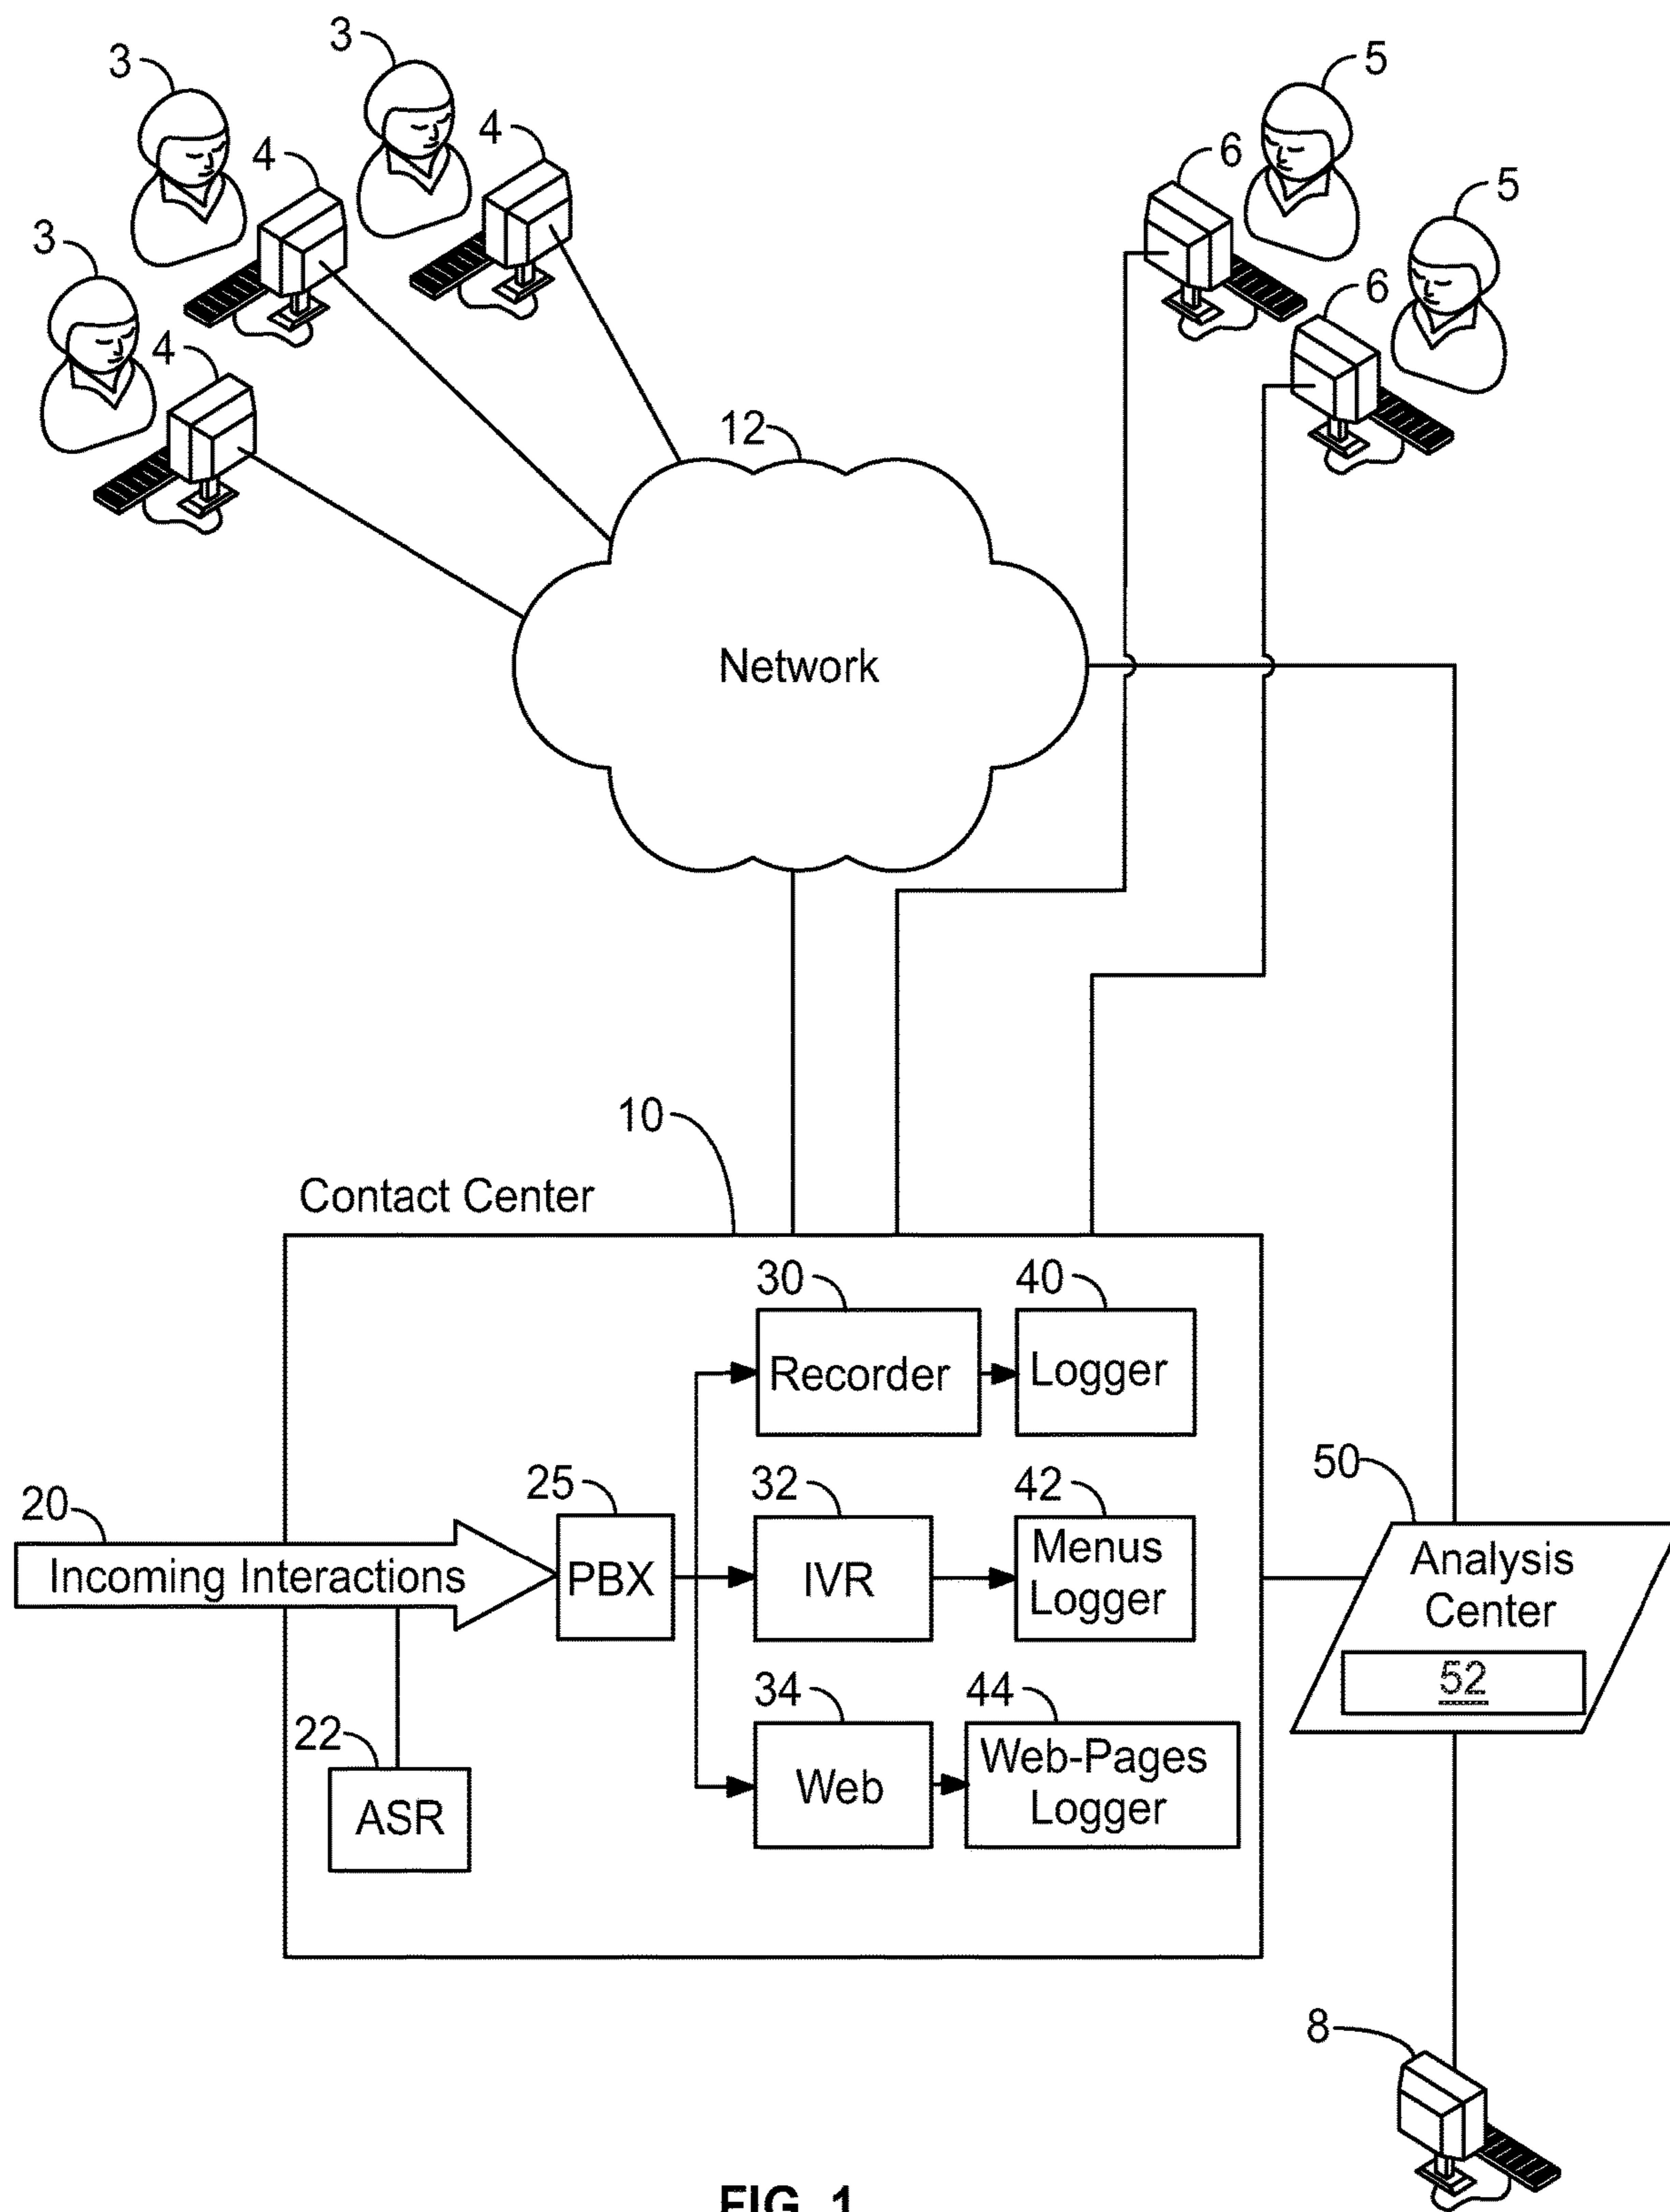 3
3
5
4
4
6
5
3
4
6
12
Network
10
Contact Center
30
40
Recorder
Logger
20
25
32
42
50
Incoming Interactions
PBX
IVR
Menus
Logger
Analysis
Center
52
22
34
44
ASR
Web
Web-Pages
Logger
8
FIG. 1